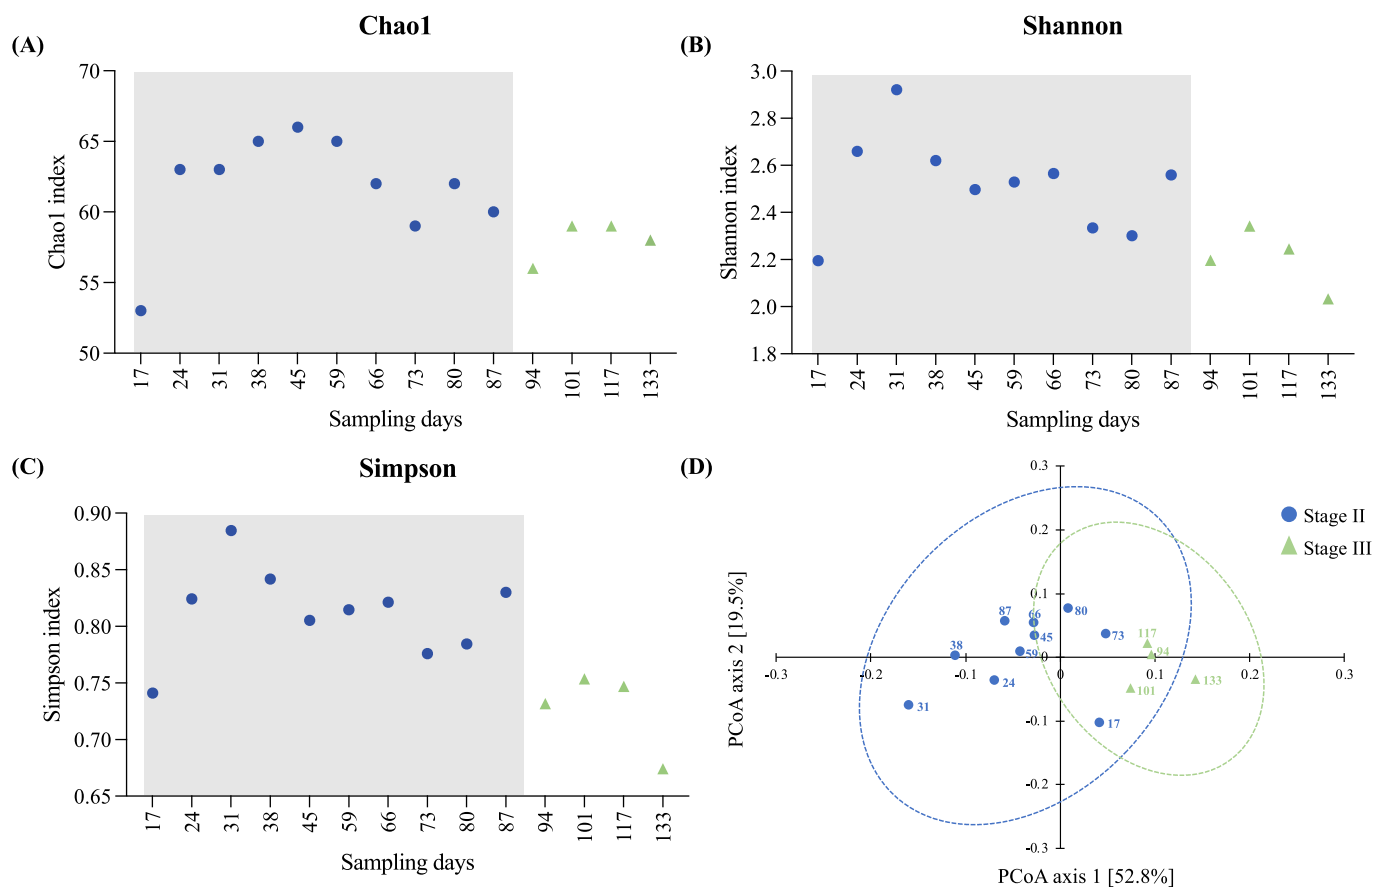 (A)
Chao1
Chao1 index
70
65
60
55
50
17 24 31 38 45 59 66 73 80 87 94 101 117 133
Sampling days
(B)
Shannon
Shannon index
3.0
2.8
2.6
2.4
2.2
2.0
1.8
17 24 31 38 45 59 66 73 80 87 94 101 117 133
Sampling days
(C)
Simpson
Simpson index
0.90
0.85
0.80
0.75
0.70
0.65
17 24 31 38 45 59 66 73 80 87 94 101 117 133
Sampling days
(D)
PCoA axis 2 [19.5%]
0.3
0.2
0.1
0
-0.1
-0.2
-0.3
-0.3 -0.2 -0.1 0 0.1 0.2 0.3
87 66 80
45 73 117
38 59 94
24 101 133
31 17
PCoA axis 1 [52.8%]
Stage II
Stage III